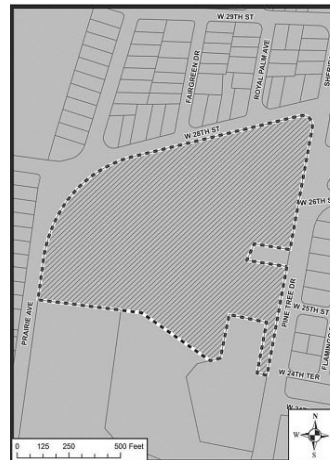 W 29TH ST
FAIRGREEN DR
ROYAL PALM AVE
W 28TH ST
W 26TH S
PINE TREE DR
W 25TH ST
PRAIRIE AVE
W 24TH TER
N
W E
S
0 125 250 500 Feet